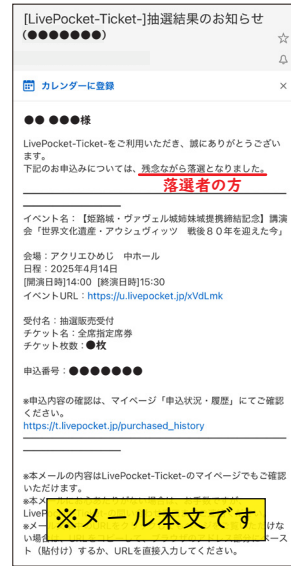 [LivePocket-Ticket-]抽選結果のお知らせ
(●●●●●●●)
カレンダーに登録
●● ●●●様
LivePocket-Ticket-をご利用いただき、誠にありがとうござい
ます。
下記のお申込みについては、残念ながら落選となりました。
落選者の方
イベント名:【姫路城・ヴァヴェル城姉妹城提携締結記念】講演
会「世界文化遺産・アウシュヴィッツ 戦後80年を迎えた今」
会場:アクリエひめじ 中ホール
日程:2025年4月14日
[開演日時]14:00 [終演日時]15:30
イベントURL:https://u.livepocket.jp/xVdLmk
受付名:抽選販売受付
チケット名:全席指定席券
チケット枚数:●枚
申込番号:●●●●●●●
※申込内容の確認は、マイページ「申込状況・履歴」にてご確認
ください。
https://t.livepocket.jp/purchased_history
※本メールの内容はLivePocket-Ticket-のマイページでもご確認
いただけます。
LiveP
※メー
けな
い場合
ース
ト(貼付け)するか、URLを直接入力してください。
※メール本文です